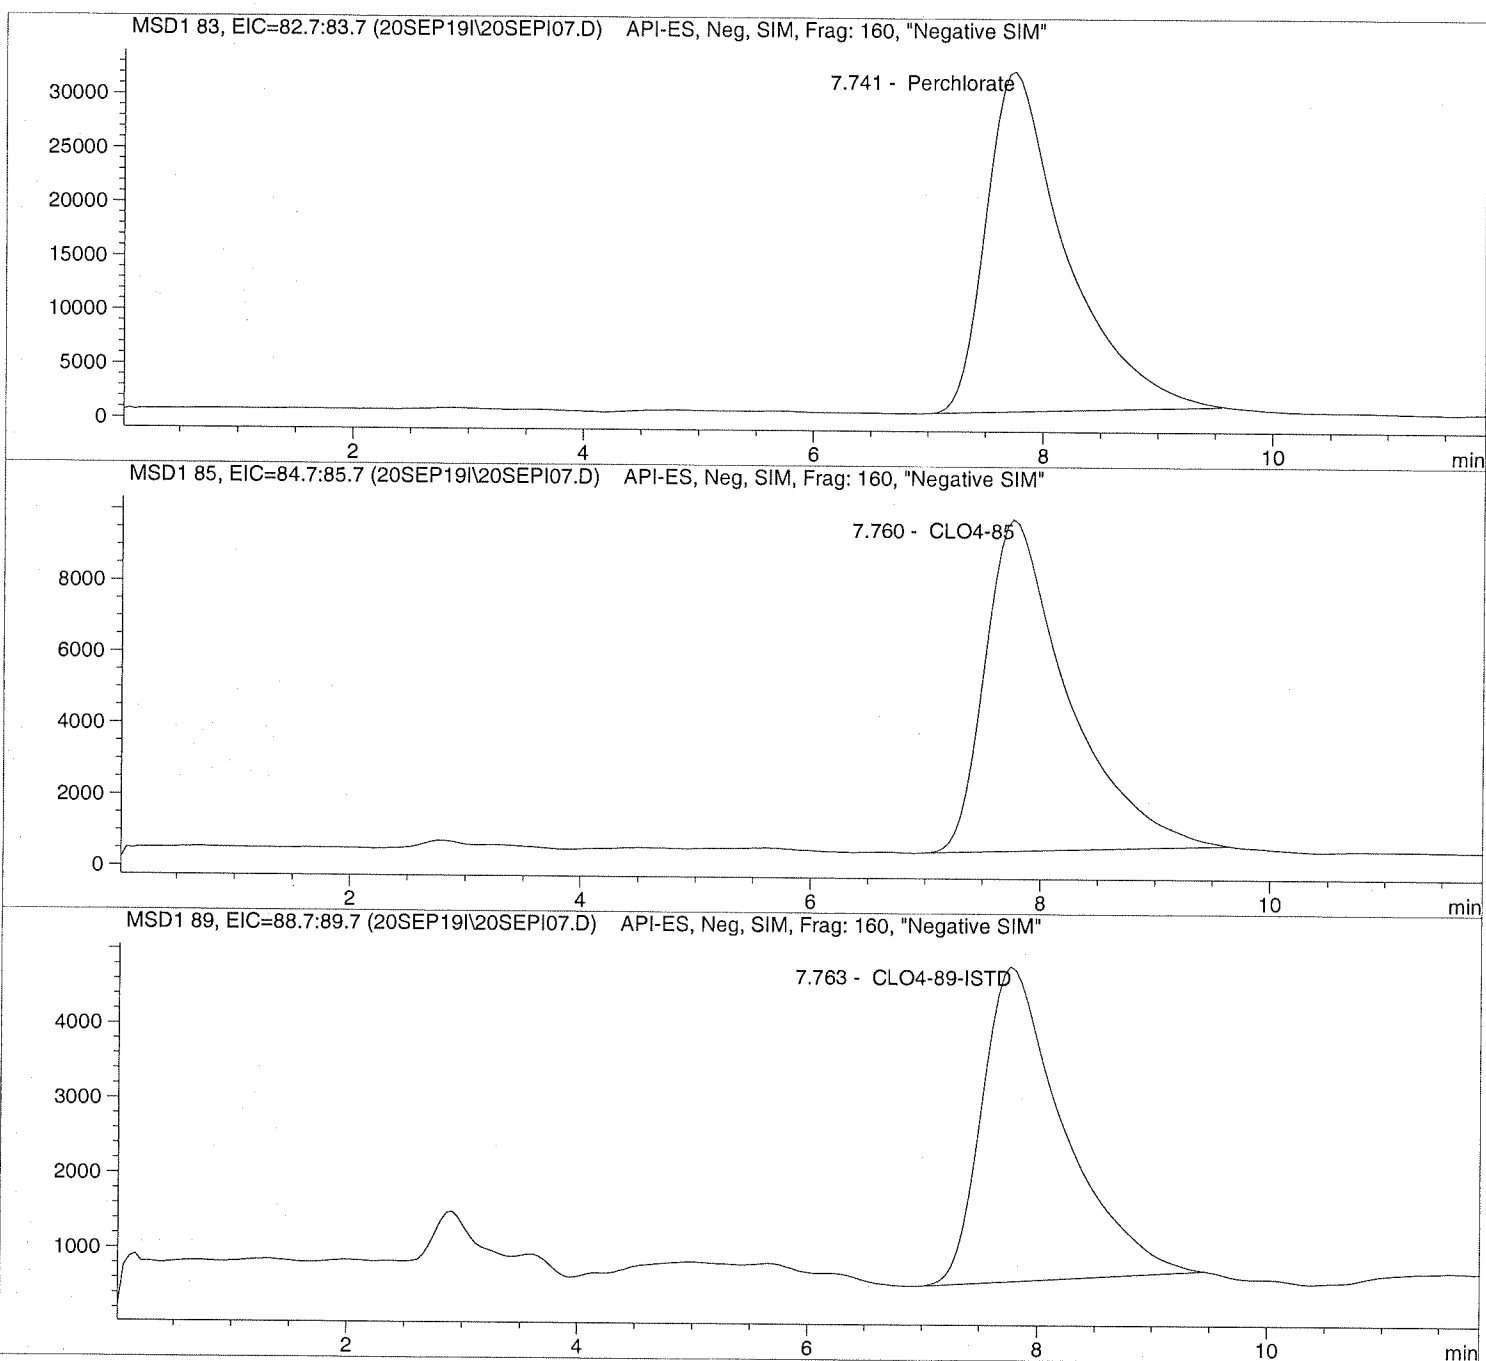 MSD1 83, EIC=82.7:83.7 (20SEP19I\20SEPI07.D) API-ES, Neg, SIM, Frag: 160, "Negative SIM"
7.741 - Perchlorate
30000
25000
20000
15000
10000
5000
0
2 4 6 8 10 min
MSD1 85, EIC=84.7:85.7 (20SEP19I\20SEPI07.D) API-ES, Neg, SIM, Frag: 160, "Negative SIM"
7.760 - CLO4-85
8000
6000
4000
2000
0
2 4 6 8 10 min
MSD1 89, EIC=88.7:89.7 (20SEP19I\20SEPI07.D) API-ES, Neg, SIM, Frag: 160, "Negative SIM"
7.763 - CLO4-89-ISTD
4000
3000
2000
1000
2 4 6 8 10 min